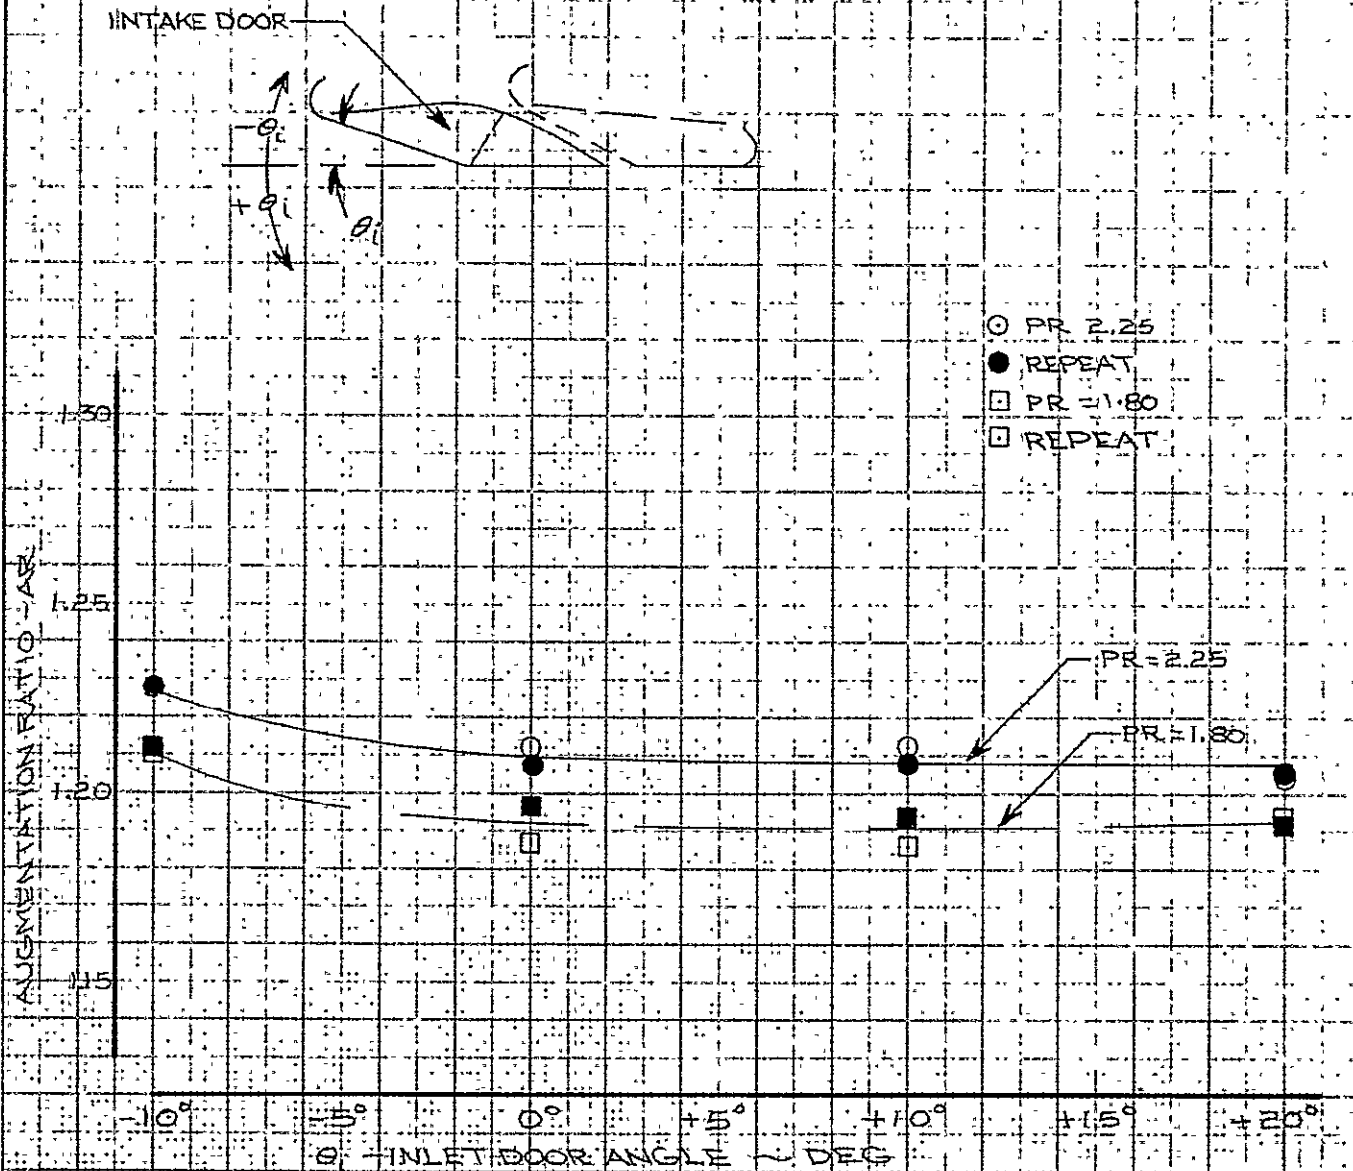 INTAKE DOOR
-θi
+θi
θi
PR 2.25
REPEAT
PR =1.80
REPEAT
1.30
1.25
1.20
1.15
AUGMENTATION RATIO ~ AR
PR = 2.25
PR = 1.80
-10°
-5°
0°
+5°
+10°
+15°
+20°
θ - INLET DOOR ANGLE ~ DEG